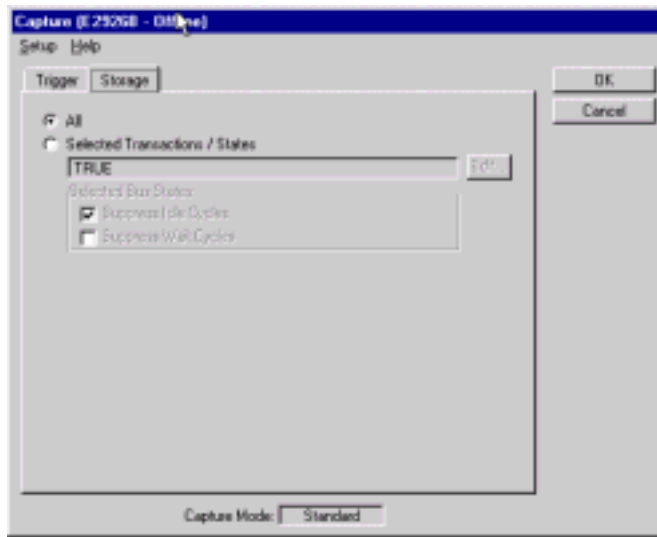 Capture (E2926B - Offline)
Setup Help
Trigger Storage
OK
Cancel
All
Selected Transactions / States
TRUE
Edit...
Selected Bus States
Suppress Idle Cycles
Suppress Wait Cycles
Capture Mode: Standard